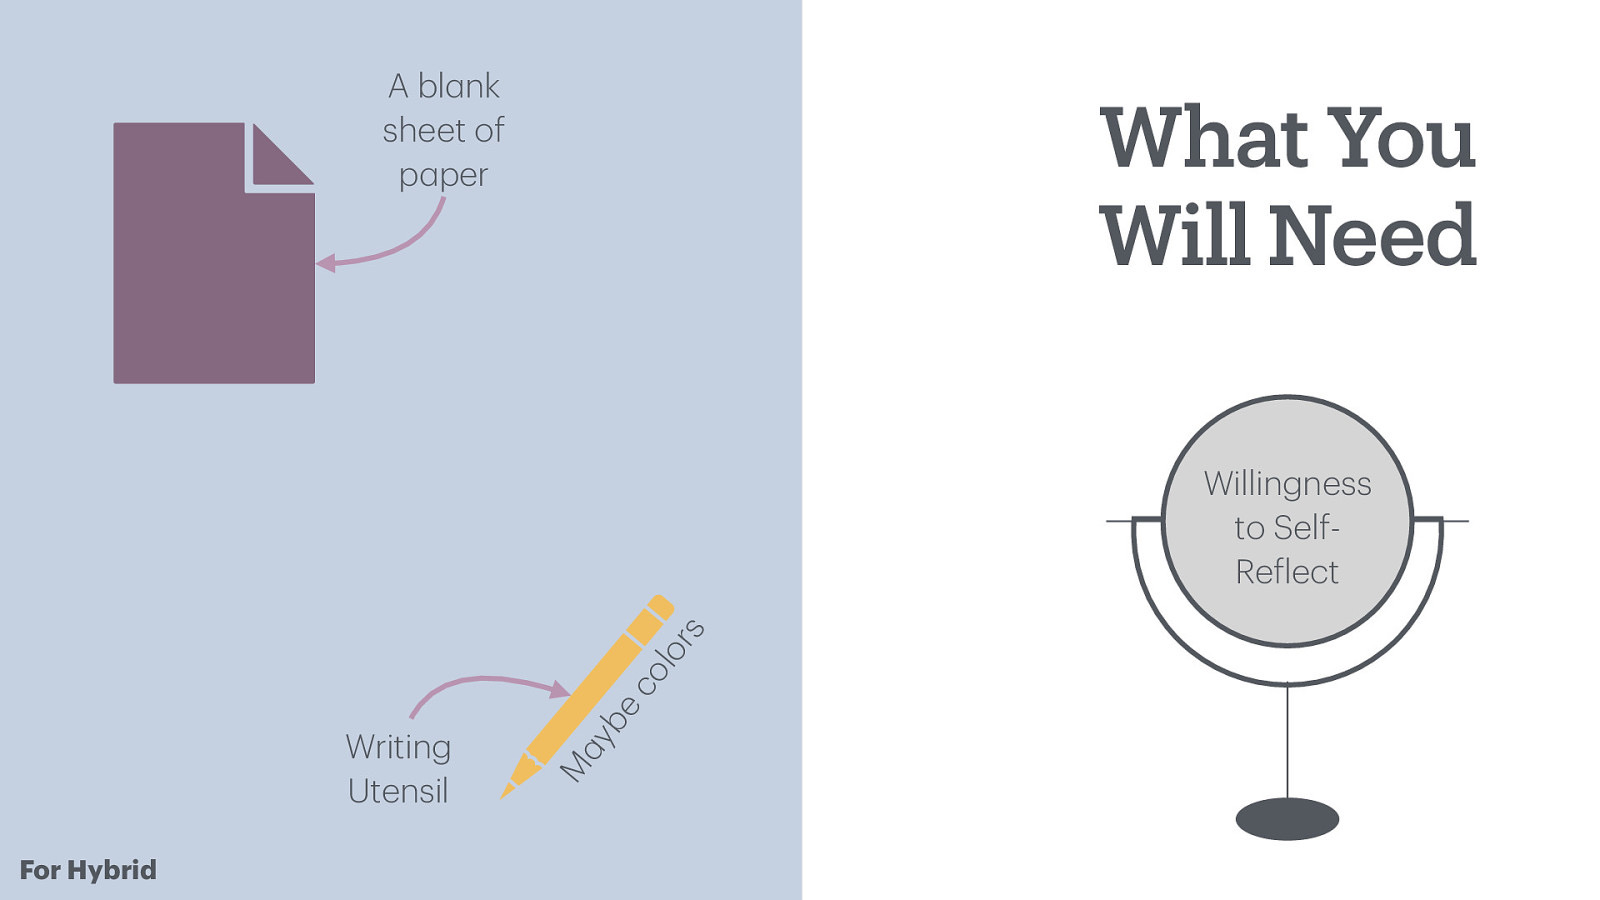 A blank
sheet of
paper
What You
Will Need
Willingness
to Self-
Reflect
Maybe colors
Writing
Utensil
For Hybrid